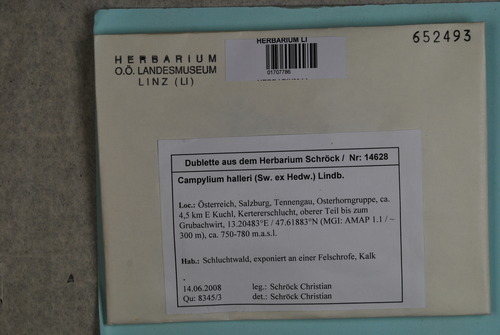 652493
HERBARIUM
O.Ö. LANDESMUSEUM
LINZ (LI)
HERBARIUM LI
01707786
Dublette aus dem Herbarium Schröck / Nr: 14628
Campylium halleri (Sw. ex Hedw.) Lindb.
Loc.: Österreich, Salzburg, Tennengau, Osterhorngruppe, ca.
4,5 km E Kuchl, Kertererschlucht, oberer Teil bis zum
Grubachwirt, 13.20483°E / 47.61883°N (MGI: AMAP 1.1 / ~
300 m), ca. 750-780 m.a.s.l.
Hab.: Schluchtwald, exponiert an einer Felschrofe, Kalk
.
14.06.2008 leg.: Schröck Christian
Qu: 8345/3 det.: Schröck Christian